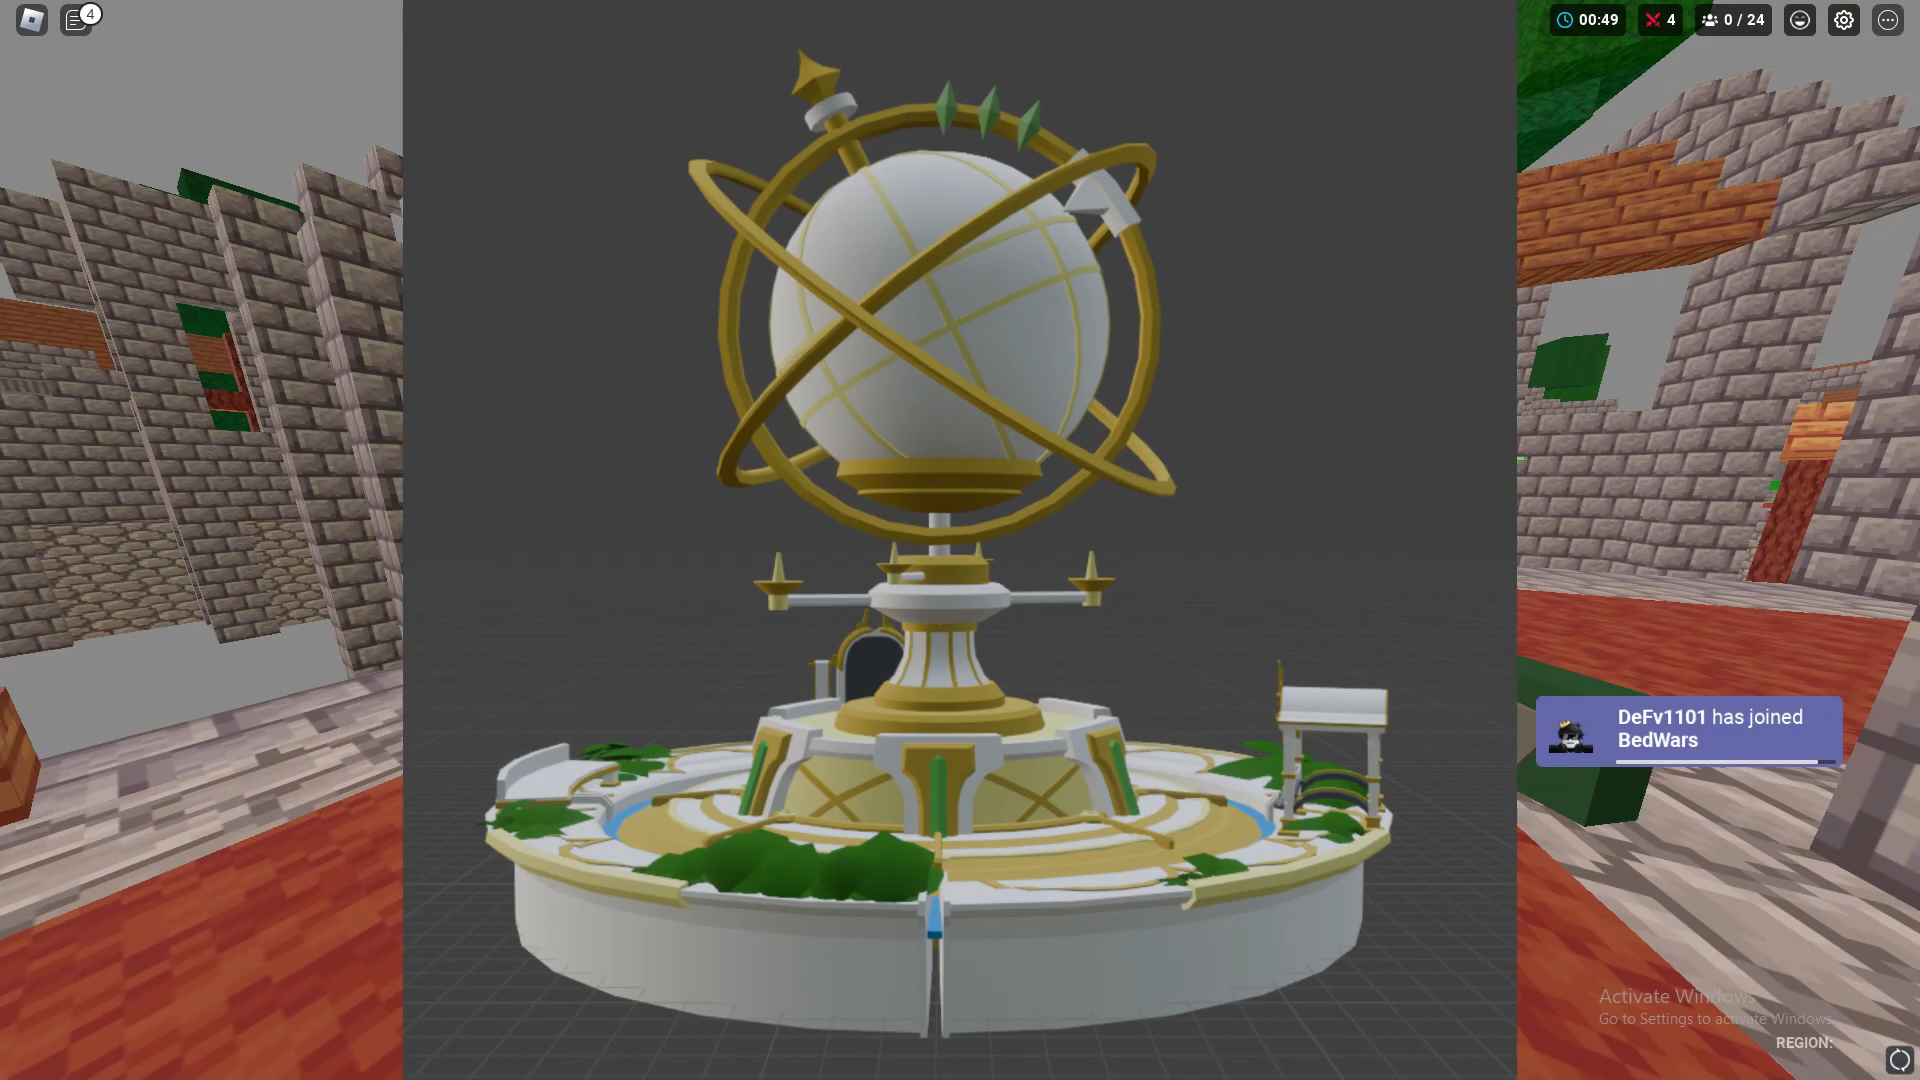 4
00:49
4
0 / 24
DeFv1101 has joined
BedWars
Activate Windows
Go to Settings to activate Windows.
REGION: